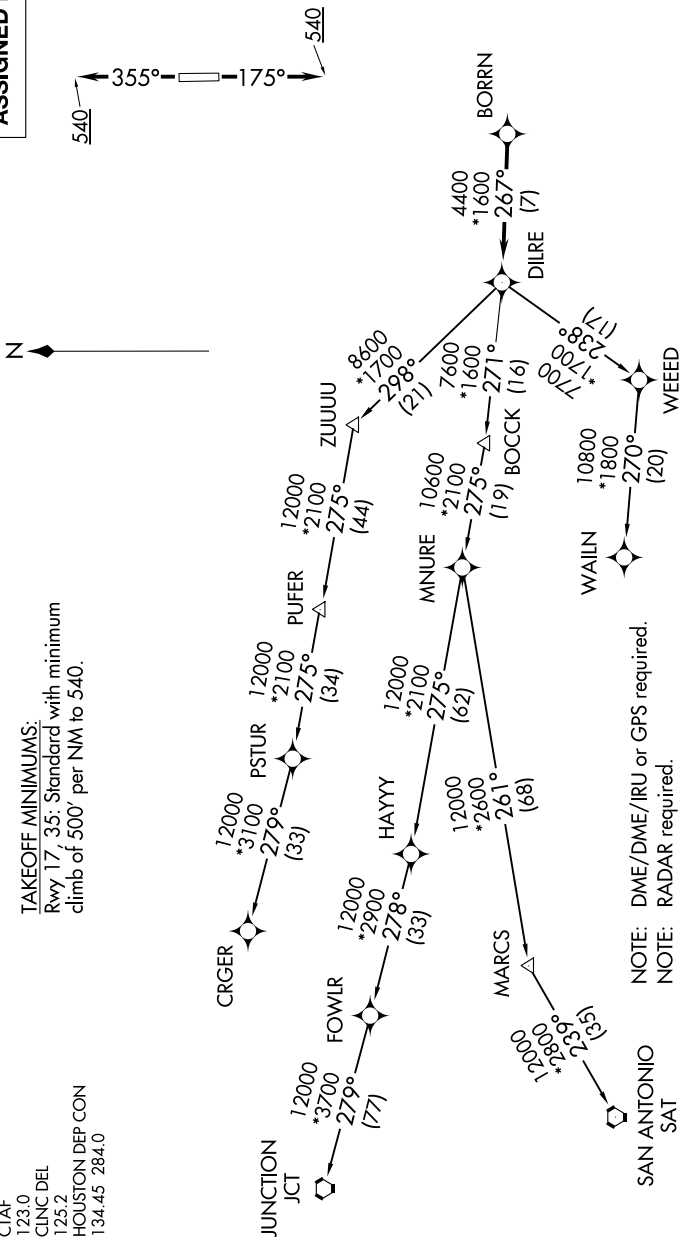 CTAF
123.0
CLNC DEL
125.2
HOUSTON DEP CON
134.45 284.0
TAKEOFF MINIMUMS:
Rwy 17, 35: Standard with minimum
climb of 500' per NM to 540.
ASSIGNED
540
355°
175°
540
N
BORRN
4400
*1600
267°
(7)
DILRE
8600
*1700
298°
(21)
ZUUUU
7600
*1600
271°
(16)
BOCCK
7700
*1700
238°
(17)
WEEED
10800
*1800
270°
(20)
WAILN
12000
*2100
275°
(44)
PUFER
12000
*2100
275°
(34)
PSTUR
12000
*3100
279°
(33)
CRGER
10600
*2100
275°
(19)
MNURE
12000
*2100
275°
(62)
HAYYY
12000
*2900
278°
(33)
FOWLR
12000
*3700
279°
(77)
JUNCTION
JCT
12000
*2600
261°
(68)
MARCS
12000
*2800
239°
(35)
SAN ANTONIO
SAT
NOTE: DME/DME/IRU or GPS required.
NOTE: RADAR required.